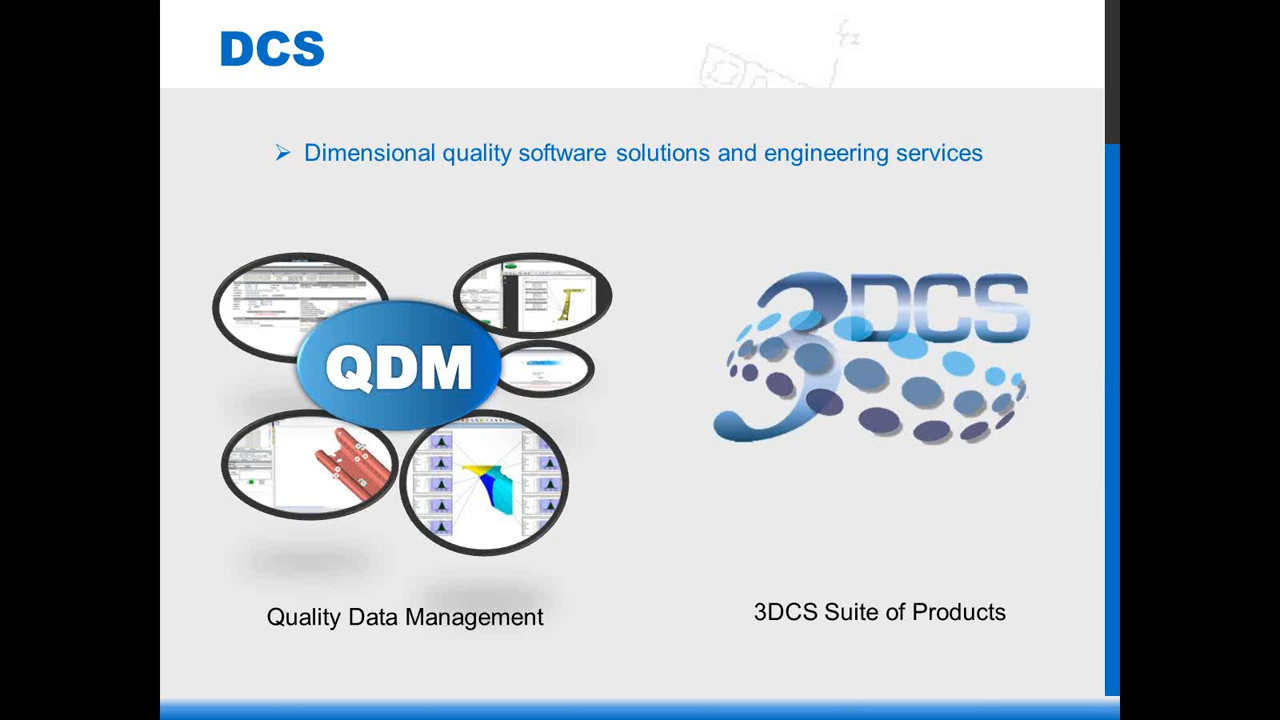 DCS
Dimensional quality software solutions and engineering services
QDM
3DCS
Quality Data Management
3DCS Suite of Products